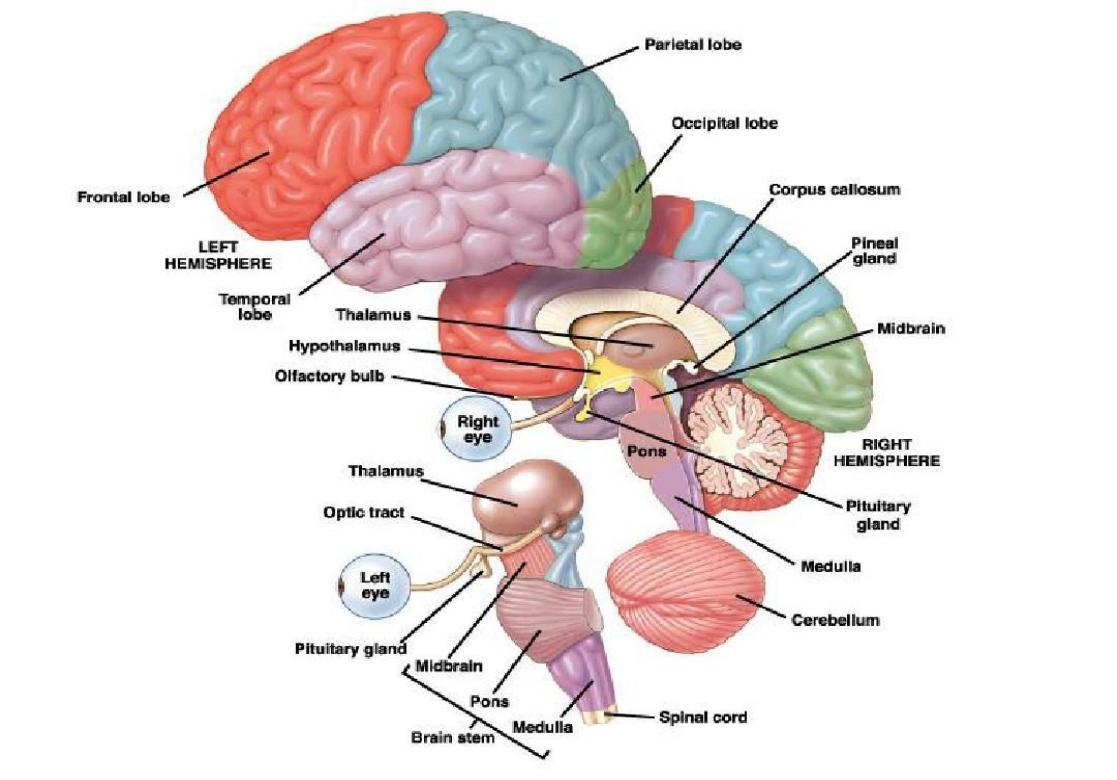 Parietal lobe
Occipital lobe
Corpus callosum
Frontal lobe
LEFT
HEMISPHERE
Pineal
gland
Temporal
lobe
Thalamus
Midbrain
Hypothalamus
Olfactory bulb
Right
eye
Pons
RIGHT
HEMISPHERE
Thalamus
Optic tract
Pituitary
gland
Medulla
Left
eye
Cerebellum
Pituitary gland
Midbrain
Pons
Medulla
Spinal cord
Brain stem